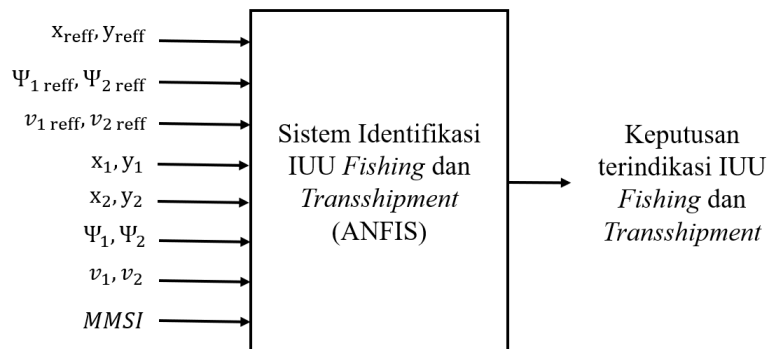 x_reff, y_reff
Ψ_1 reff, Ψ_2 reff
v_1 reff, v_2 reff
x_1, y_1
x_2, y_2
Ψ_1, Ψ_2
v_1, v_2
MMSI
Sistem Identifikasi
IUU Fishing dan
Transshipment
(ANFIS)
Keputusan
terindikasi IUU
Fishing dan
Transshipment